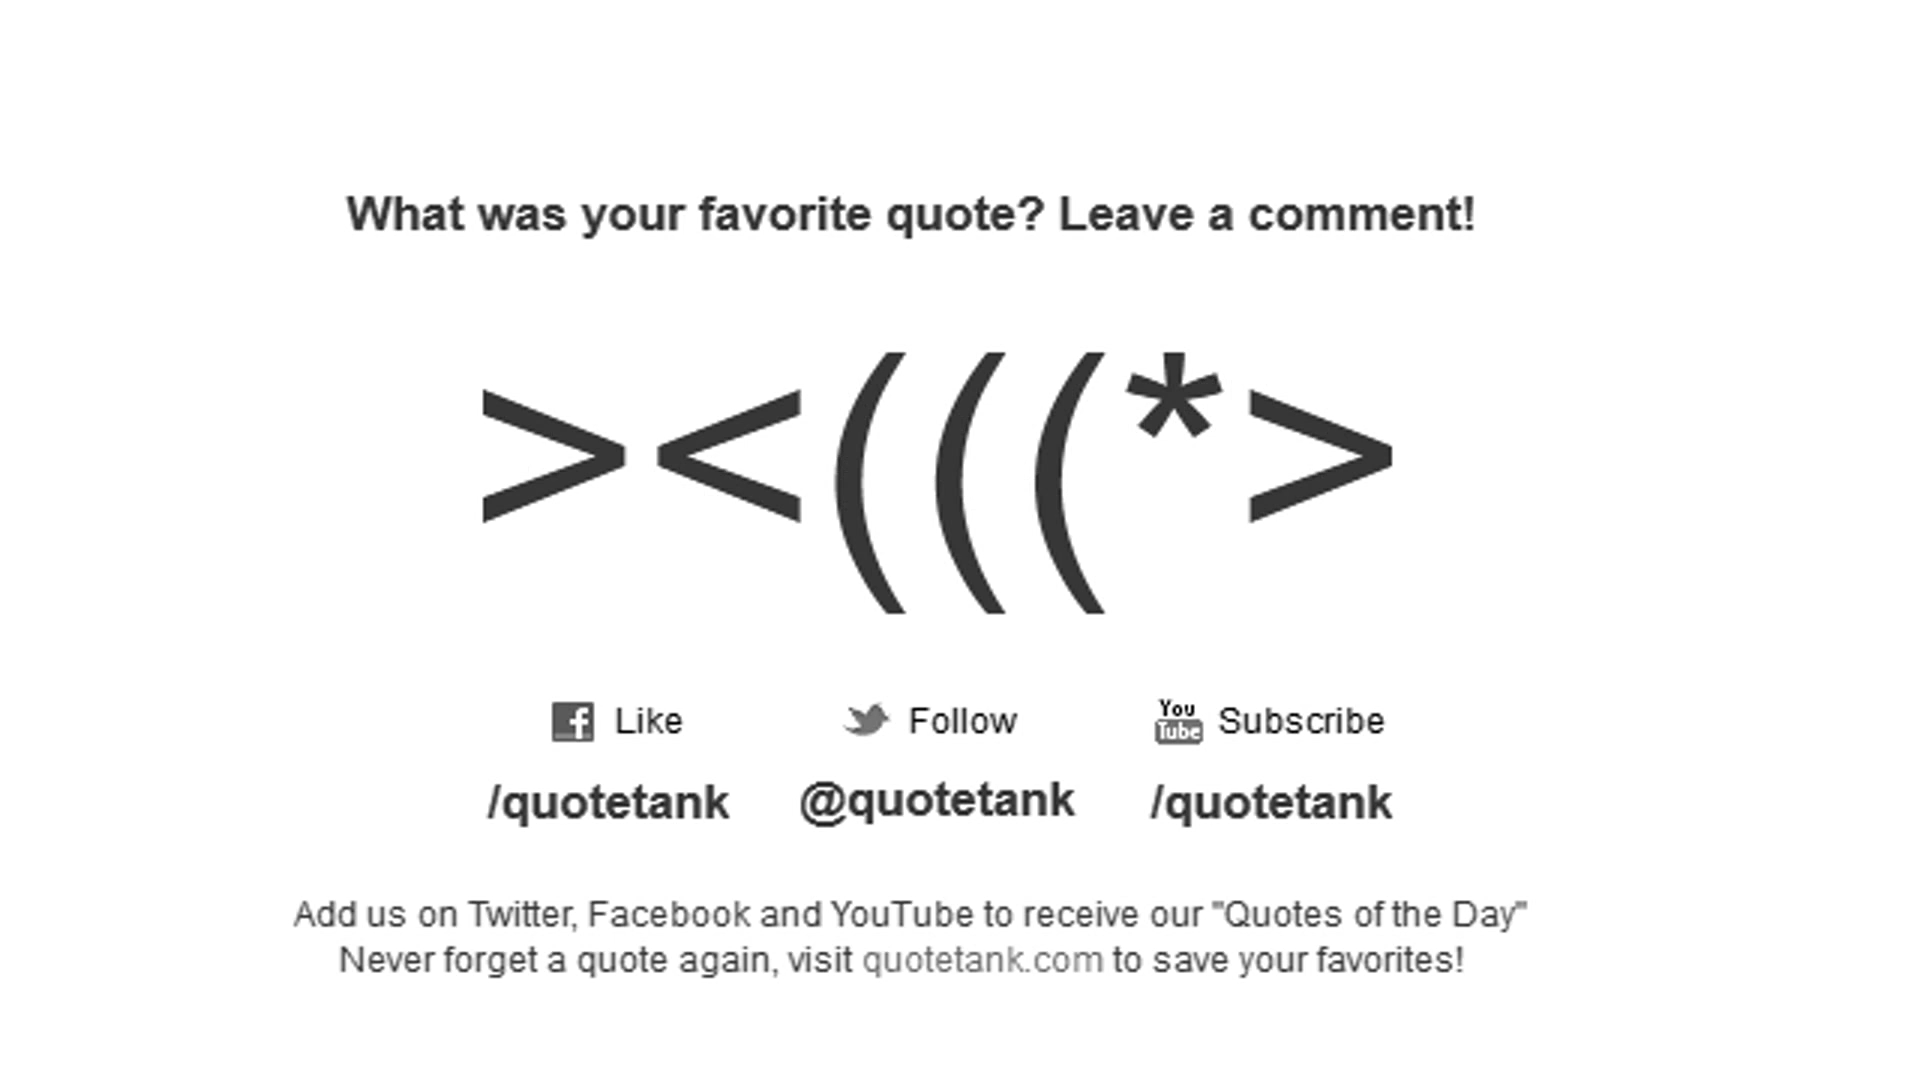 What was your favorite quote? Leave a comment!
><(((*>
f Like Follow You Tube Subscribe
/quotetank @quotetank /quotetank
Add us on Twitter, Facebook and YouTube to receive our "Quotes of the Day"
Never forget a quote again, visit quotetank.com to save your favorites!